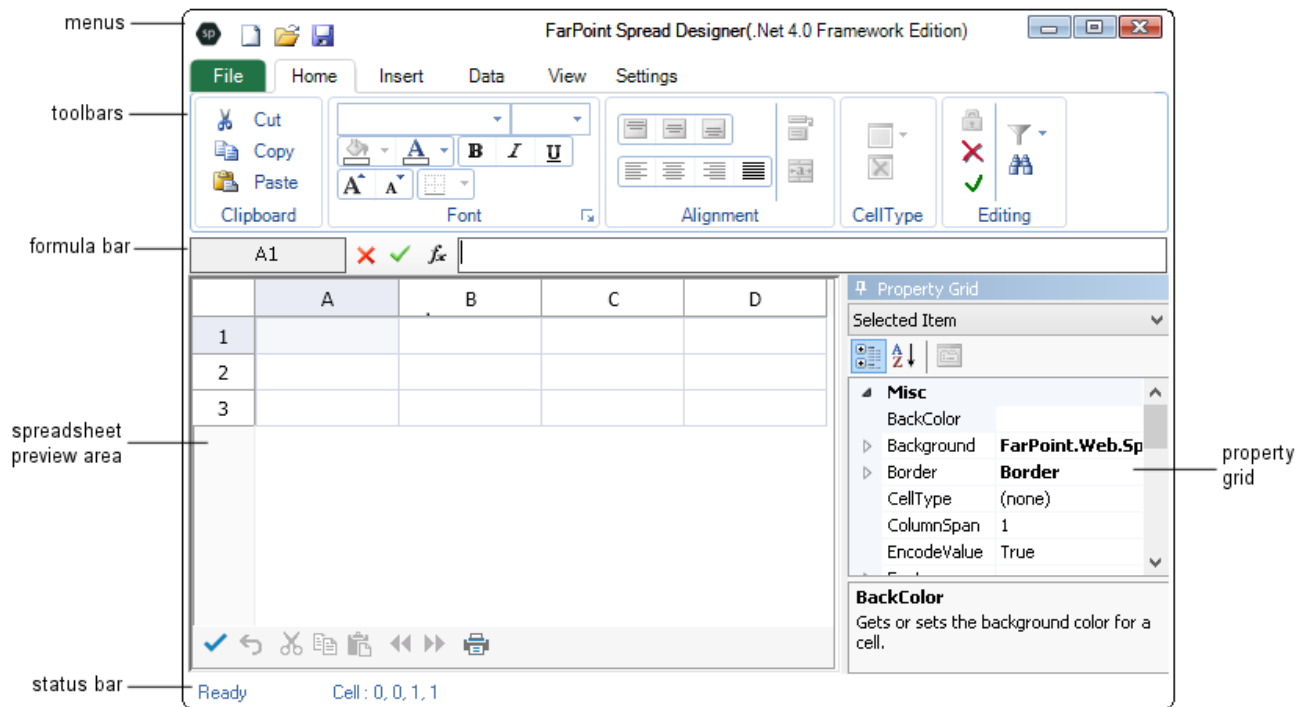 menus
sp
FarPoint Spread Designer(.Net 4.0 Framework Edition)
File Home Insert Data View Settings
toolbars
Cut
Copy
Paste
Clipboard
A B I U
A A
Font
a
Alignment
CellType
Editing
formula bar
A1 fx
A B C D
1
2
3
spreadsheet
preview area
Property Grid
Selected Item
A
Z
Misc
BackColor
Background FarPoint.Web.Sp
Border Border
CellType (none)
ColumnSpan 1
EncodeValue True
property
grid
BackColor
Gets or sets the background color for a
cell.
status bar
Ready Cell : 0, 0, 1, 1